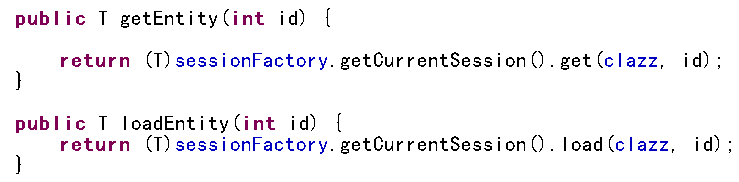 public T getEntity(int id) {
return (T)sessionFactory.getCurrentSession().get(clazz, id);
}
public T loadEntity(int id) {
return (T)sessionFactory.getCurrentSession().load(clazz, id);
}